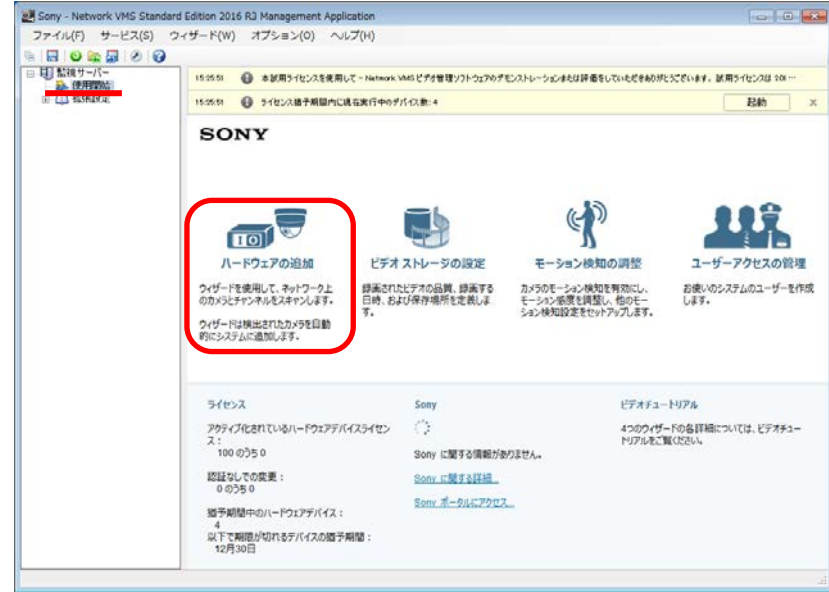 Sony - Network VMS Standard Edition 2016 R3 Management Application
ファイル(F) サービス(S) ウィザード(W) オプション(O) ヘルプ(H)
監視サーバー
使用開始
拡張設定
15:25:51 本試用ライセンスを使用して - Network VMS ビデオ管理ソフトウェアのデモンストレーションまたは評価をしていただきありがとうございます。試用ライセンスは 201 ...
15:25:51 ライセンス猶予期間内に現在実行中のデバイス数: 4
起動
SONY
ハードウェアの追加
ウィザードを使用して、ネットワーク上
のカメラとチャンネルをスキャンします。
ウィザードは検出されたカメラを自動
的にシステムに追加します。
ビデオ ストレージの設定
録画されたビデオの品質、録画する
日時、および保存場所を定義しま
す。
モーション検知の調整
カメラのモーション検知を有効にし、
モーション感度を調整し、他のモー
ション検知設定をセットアップします。
ユーザーアクセスの管理
お使いのシステムのユーザーを作成
します。
ライセンス
アクティブ化されているハードウェアデバイスライセン
ス:
100 のうち 0
認証なしでの変更:
0 のうち 0
猶予期間中のハードウェアデバイス:
4
以下で期限が切れるデバイスの猶予期間:
12月30日
Sony
Sony に関する情報がありません。
Sony に関する詳細...
Sony ポータルにアクセス...
ビデオチュートリアル
4つのウィザードの各詳細については、ビデオチュー
トリアルをご覧ください。